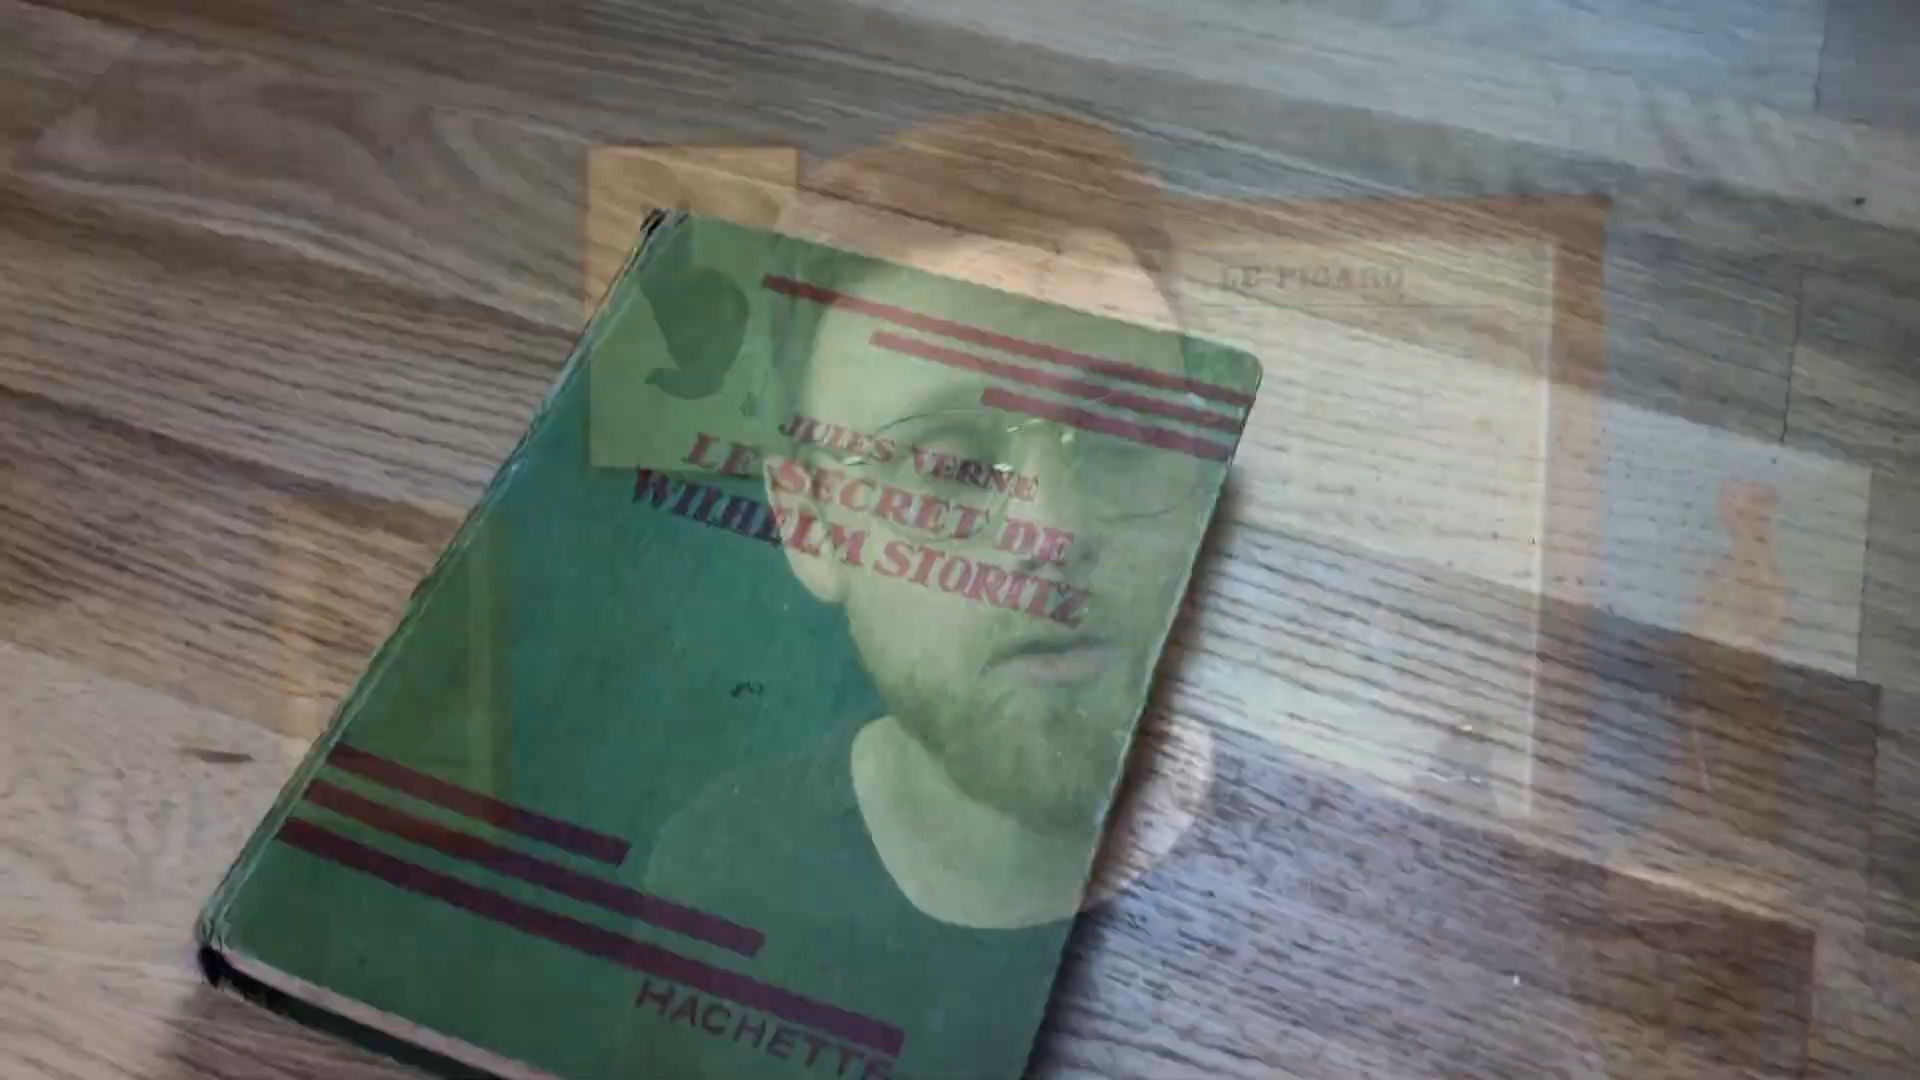 LE FIGARO
JULES VERNE
LE SECRET DE
WILHELM STORITZ
HACHETTE